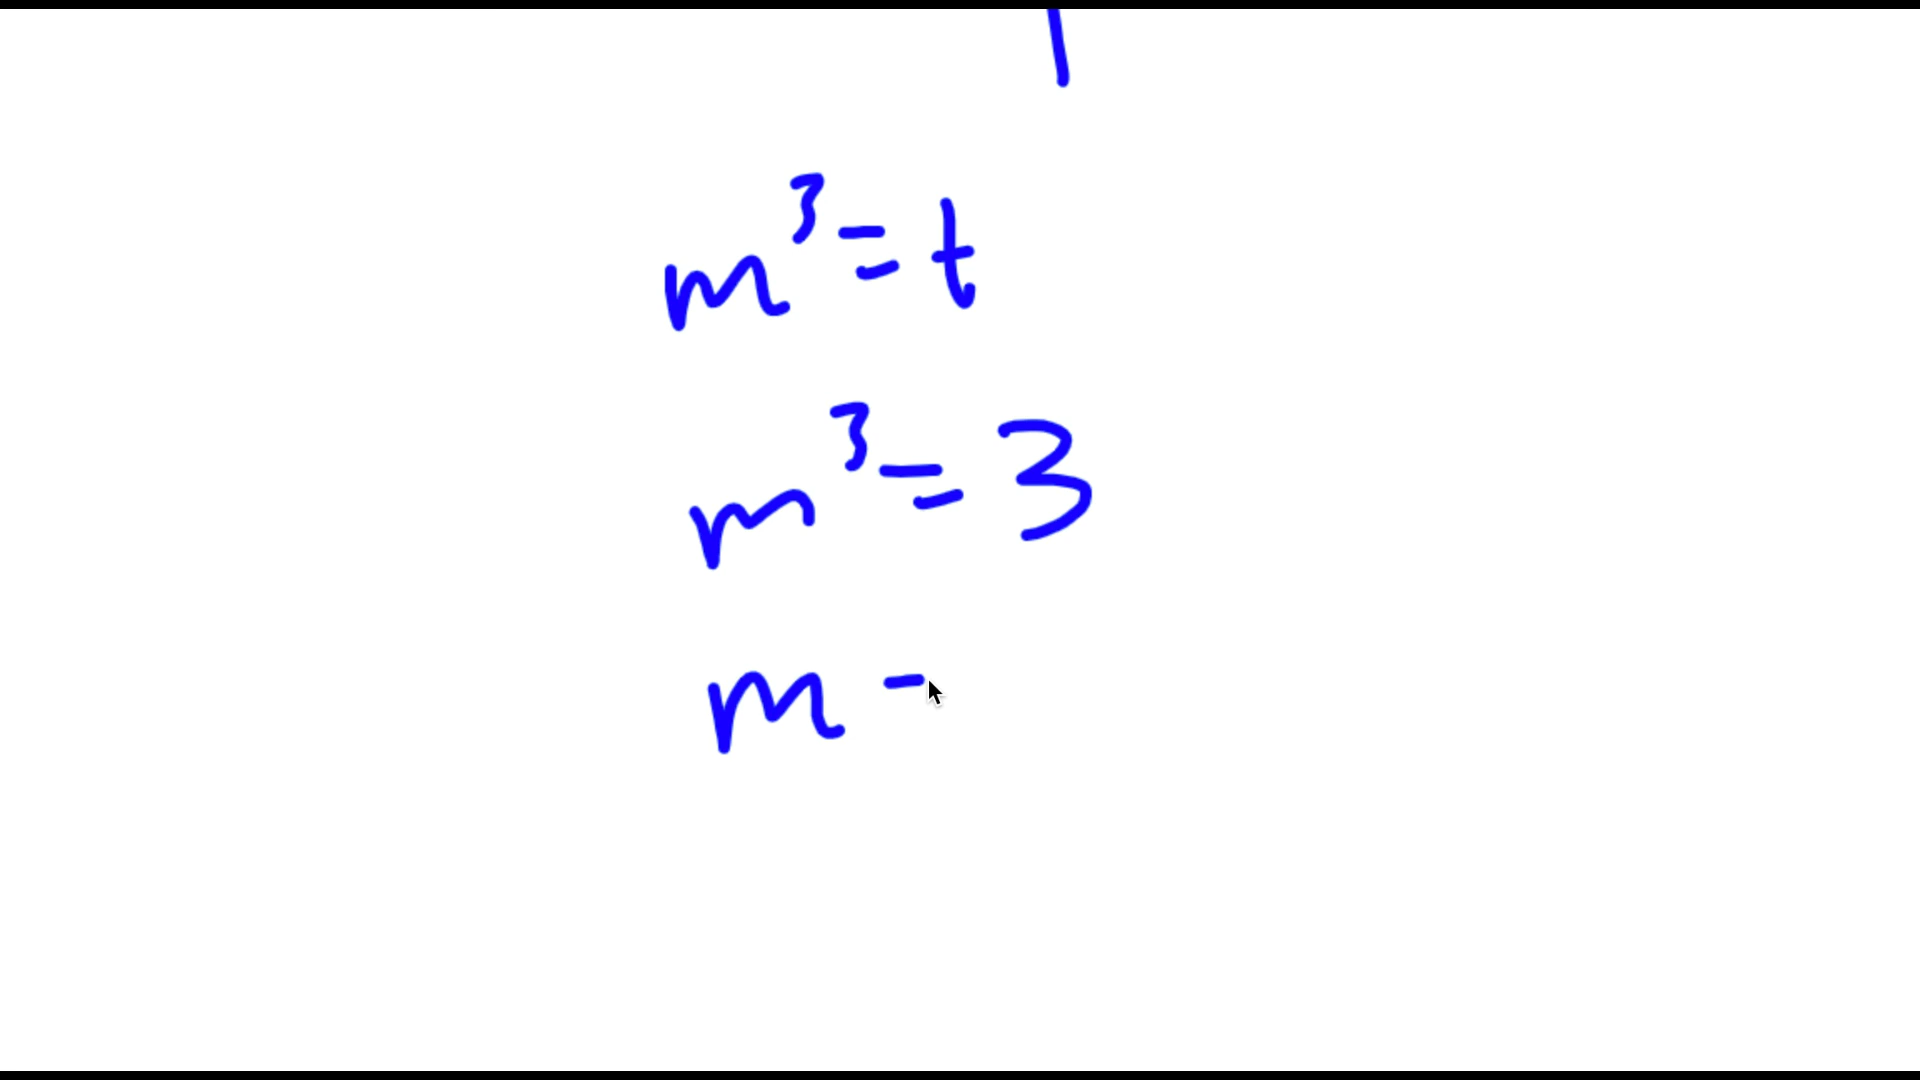 m³ = t
m³ = 3
m -